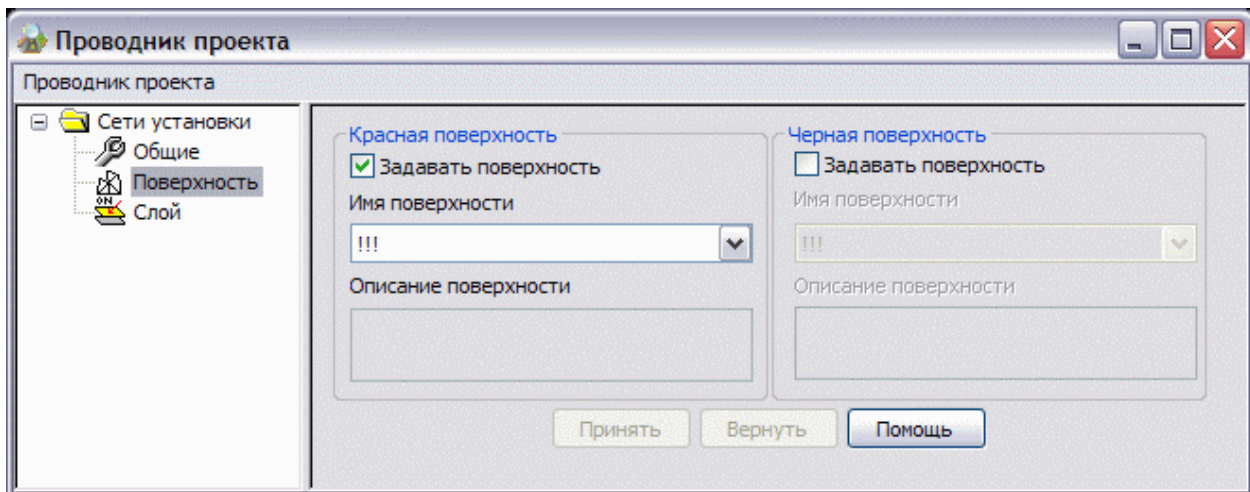 Проводник проекта
Проводник проекта
Сети установки
Общие
Поверхность
ON
Слой
Красная поверхность
Задавать поверхность
Имя поверхности
!!!
Описание поверхности
Черная поверхность
Задавать поверхность
Имя поверхности
!!!
Описание поверхности
Принять
Вернуть
Помощь